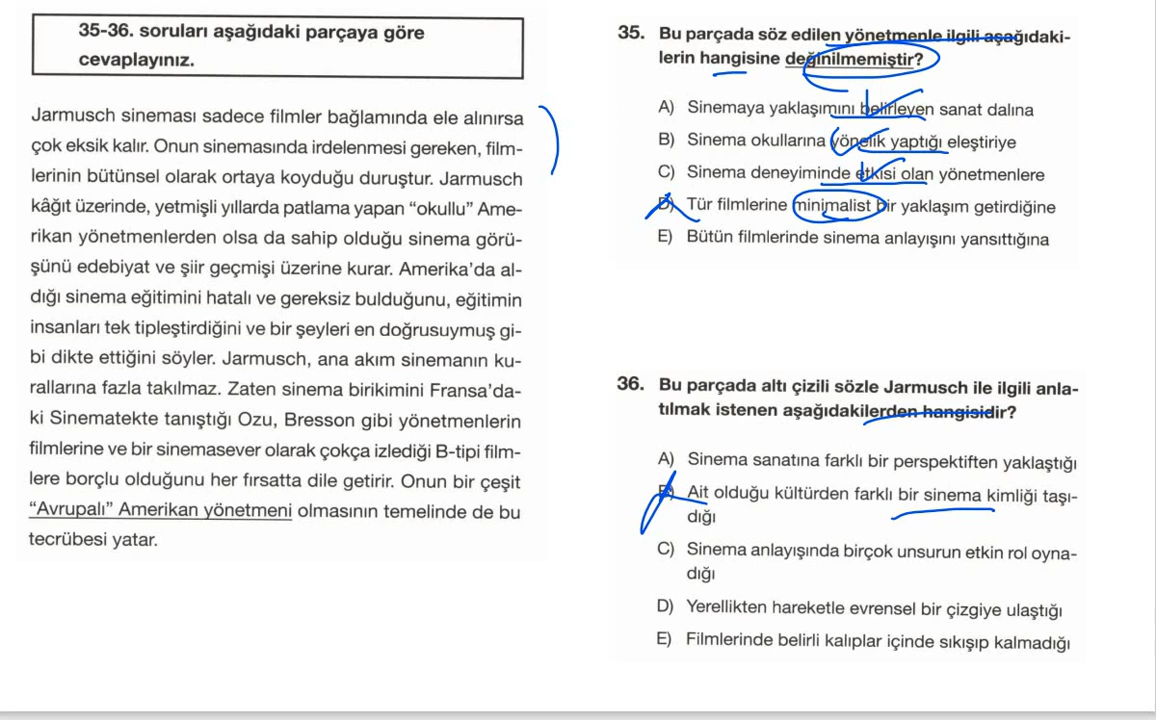 35-36. soruları aşağıdaki parçaya göre
cevaplayınız.
Jarmusch sineması sadece filmler bağlamında ele alınırsa
çok eksik kalır. Onun sinemasında irdelenmesi gereken, film-
lerinin bütünsel olarak ortaya koyduğu duruştur. Jarmusch
kâğıt üzerinde, yetmişli yıllarda patlama yapan “okullu” Ame-
rikan yönetmenlerden olsa da sahip olduğu sinema görü-
şünü edebiyat ve şiir geçmişi üzerine kurar. Amerika’da al-
dığı sinema eğitimini hatalı ve gereksiz bulduğunu, eğitimin
insanları tek tipleştirdiğini ve bir şeyleri en doğrusuymuş gi-
bi dikte ettiğini söyler. Jarmusch, ana akım sinemanın ku-
rallarına fazla takılmaz. Zaten sinema birikimini Fransa’da-
ki Sinematekte tanıştığı Ozu, Bresson gibi yönetmenlerin
filmlerine ve bir sinemasever olarak çokça izlediği B-tipi film-
lere borçlu olduğunu her fırsatta dile getirir. Onun bir çeşit
“Avrupalı” Amerikan yönetmeni olmasının temelinde de bu
tecrübesi yatar.
35. Bu parçada söz edilen yönetmenle ilgili aşağıdaki-
lerin hangisine değinilmemiştir?
A) Sinemaya yaklaşımını belirleyen sanat dalına
B) Sinema okullarına yönelik yaptığı eleştiriye
C) Sinema deneyiminde etkisi olan yönetmenlere
D) Tür filmlerine minimalist bir yaklaşım getirdiğine
E) Bütün filmlerinde sinema anlayışını yansıttığına
36. Bu parçada altı çizili sözle Jarmusch ile ilgili anla-
tılmak istenen aşağıdakilerden hangisidir?
A) Sinema sanatına farklı bir perspektiften yaklaştığı
B) Ait olduğu kültürden farklı bir sinema kimliği taşı-
dığı
C) Sinema anlayışında birçok unsurun etkin rol oyna-
dığı
D) Yerellikten hareketle evrensel bir çizgiye ulaştığı
E) Filmlerinde belirli kalıplar içinde sıkışıp kalmadığı